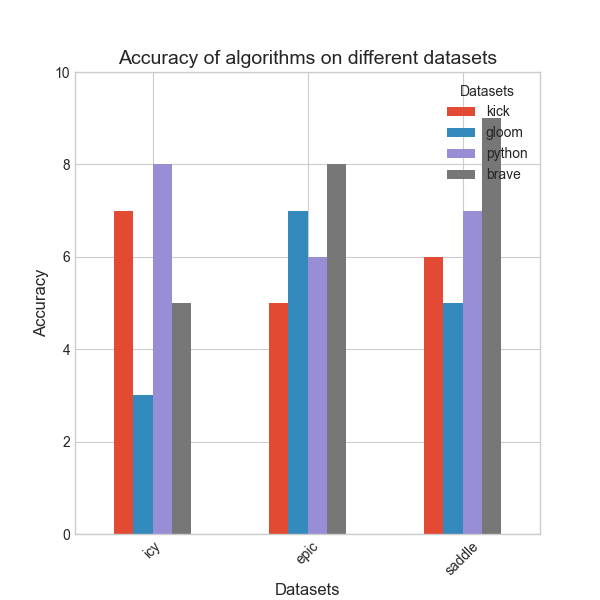 Accuracy of algorithms on different datasets
10
8
6
4
2
0
Accuracy
Datasets
kick
gloom
python
brave
icy
epic
saddle
Datasets